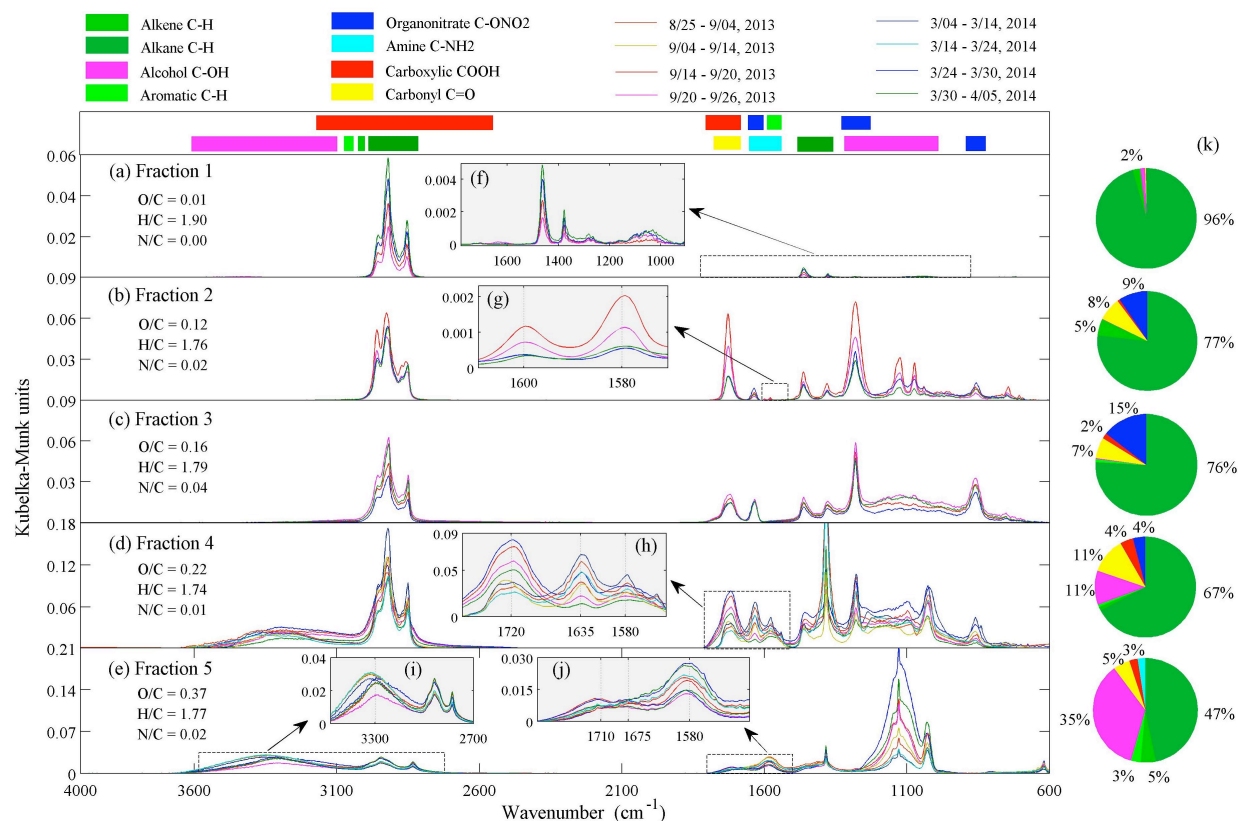 Alkene C-H
Alkane C-H
Alcohol C-OH
Aromatic C-H
Organonitrate C-ONO2
Amine C-NH2
Carboxylic COOH
Carbonyl C=O
8/25 - 9/04, 2013
9/04 - 9/14, 2013
9/14 - 9/20, 2013
9/20 - 9/26, 2013
3/04 - 3/14, 2014
3/14 - 3/24, 2014
3/24 - 3/30, 2014
3/30 - 4/05, 2014
Kubelka-Munk units
0.06
0.04
0.02
0.09
(a) Fraction 1
O/C = 0.01
H/C = 1.90
N/C = 0.00
(f)
0.004
0.002
0
1600 1400 1200 1000
0.06
0.03
0.09
(b) Fraction 2
O/C = 0.12
H/C = 1.76
N/C = 0.02
(g)
0.002
0.001
0
1600 1580
0.06
0.03
0.18
(c) Fraction 3
O/C = 0.16
H/C = 1.79
N/C = 0.04
0.12
0.06
0.21
(d) Fraction 4
O/C = 0.22
H/C = 1.74
N/C = 0.01
(h)
0.09
0.05
0
1720 1635 1580
0.14
0.07
0
(e) Fraction 5
O/C = 0.37
H/C = 1.77
N/C = 0.02
(i)
0.04
0.02
0
3300 2700
(j)
0.030
0.015
0
1710 1675 1580
4000 3100 2600 2100 1600 1100 600
Wavenumber (cm-1)
(k)
2%
96%
9%
8%
5%
77%
15%
2%
7%
76%
4% 4%
11%
11%
67%
3%
5%
35%
47%
3% 5%